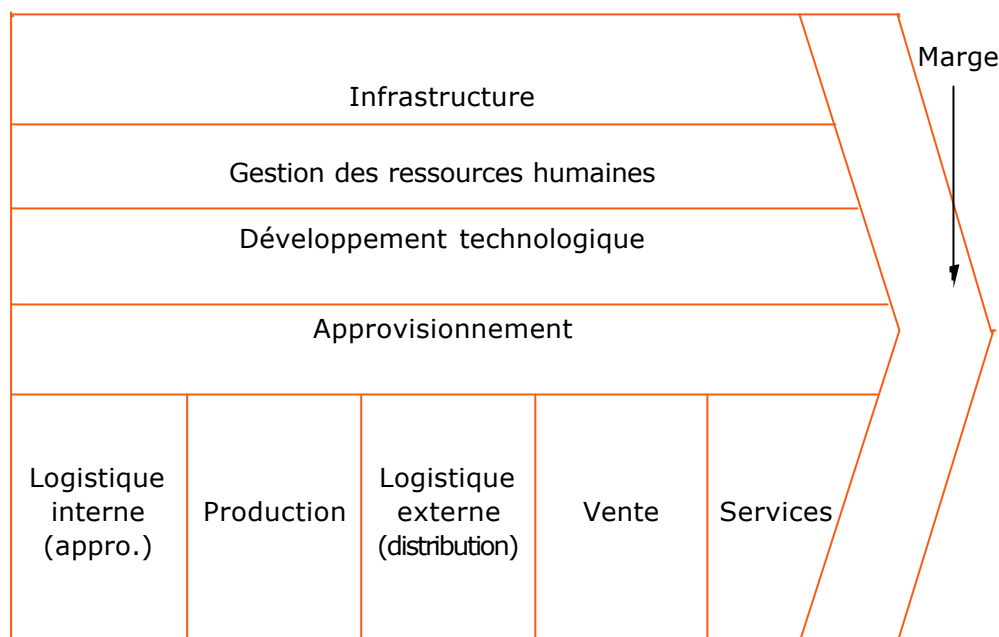 Marge
Infrastructure
Gestion des ressources humaines
Développement technologique
Approvisionnement
Logistique
interne
(appro.)
Production
Logistique
externe
(distribution)
Vente
Services